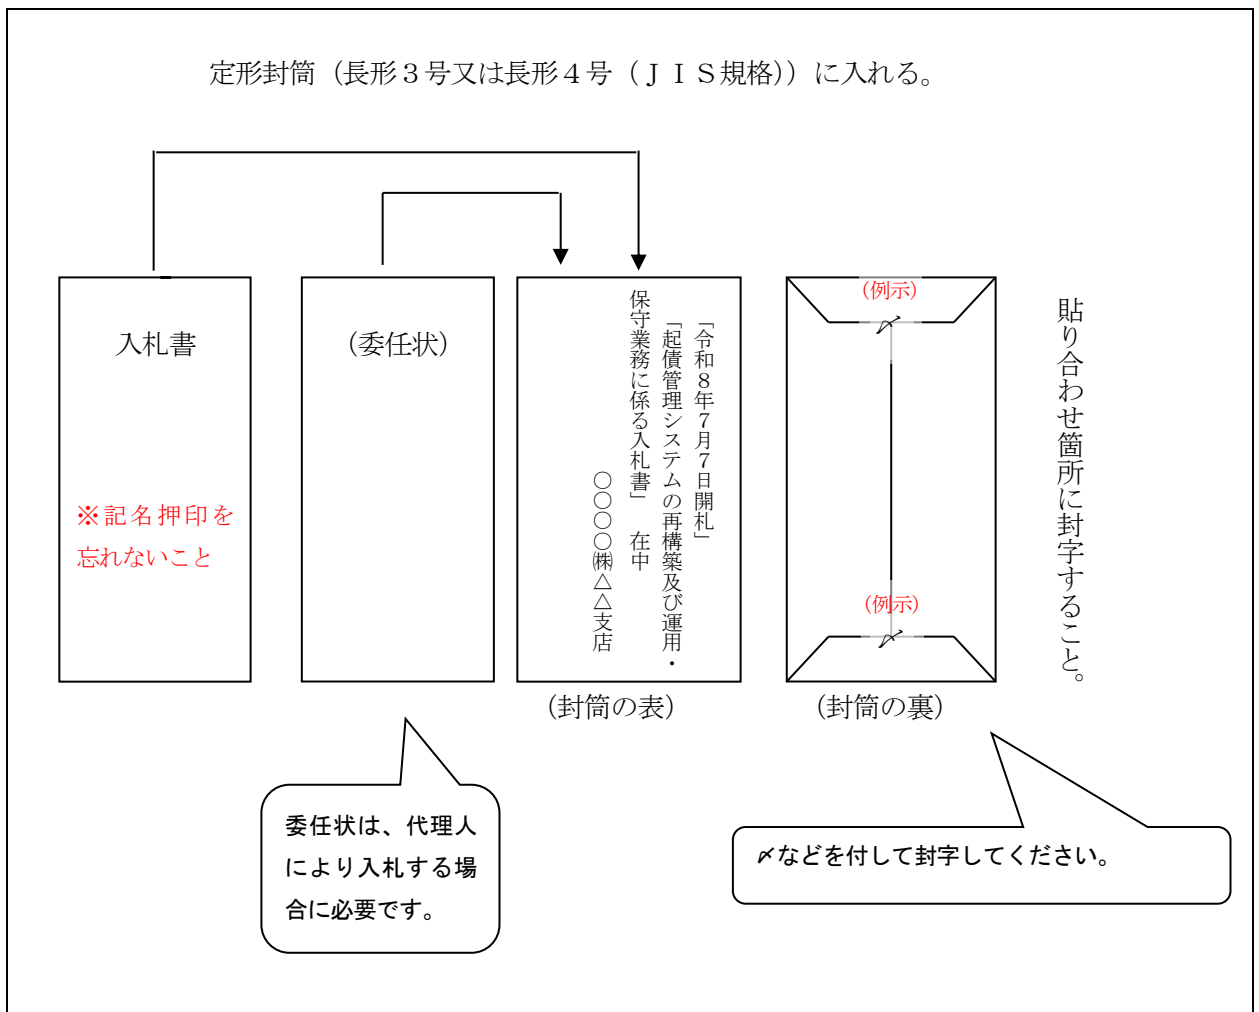 定形封筒（長形３号又は長形４号（ＪＩＳ規格））に入れる。
入札書
※記名押印を
忘れないこと
（委任状）
「令和８年７月７日開札」
「起債管理システムの再構築及び運用・
保守業務に係る入札書」　在中
○○○○㈱△△支店
（封筒の表）
（例示）
〆
（例示）
〆
（封筒の裏）
貼り合わせ箇所に封字すること。
委任状は、代理人
により入札する場
合に必要です。
〆などを付して封字してください。